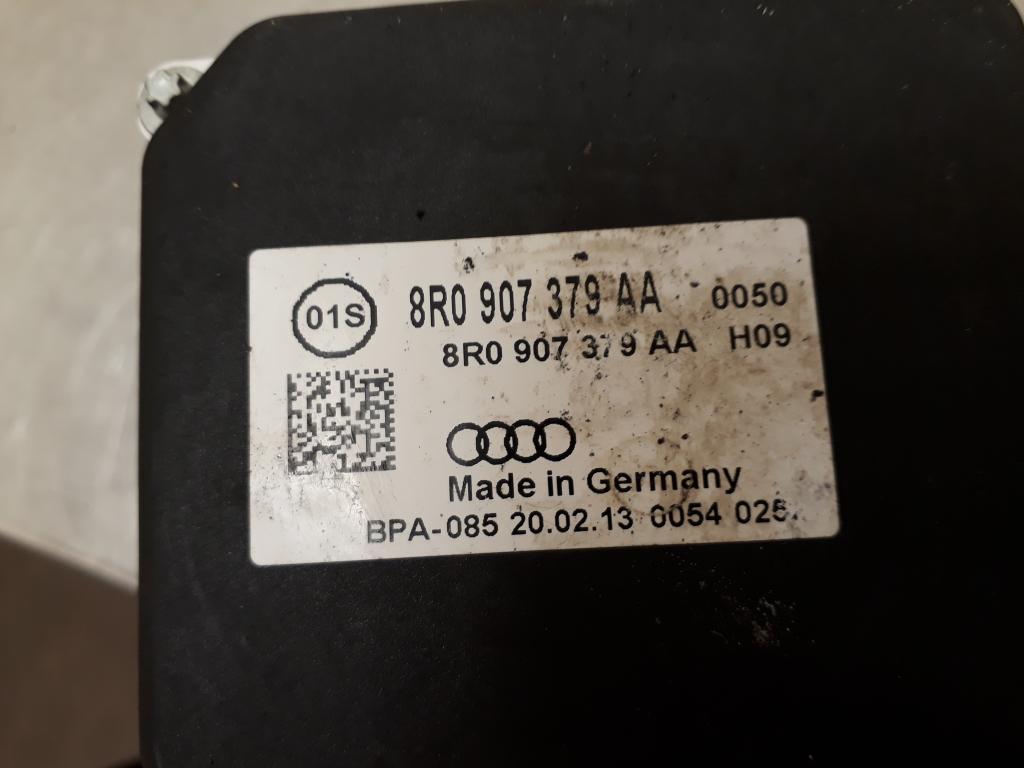 01S
8R0 907 379 AA 0050
8R0 907 379 AA H09
Made in Germany
BPA-085 20.02.13 0054 025